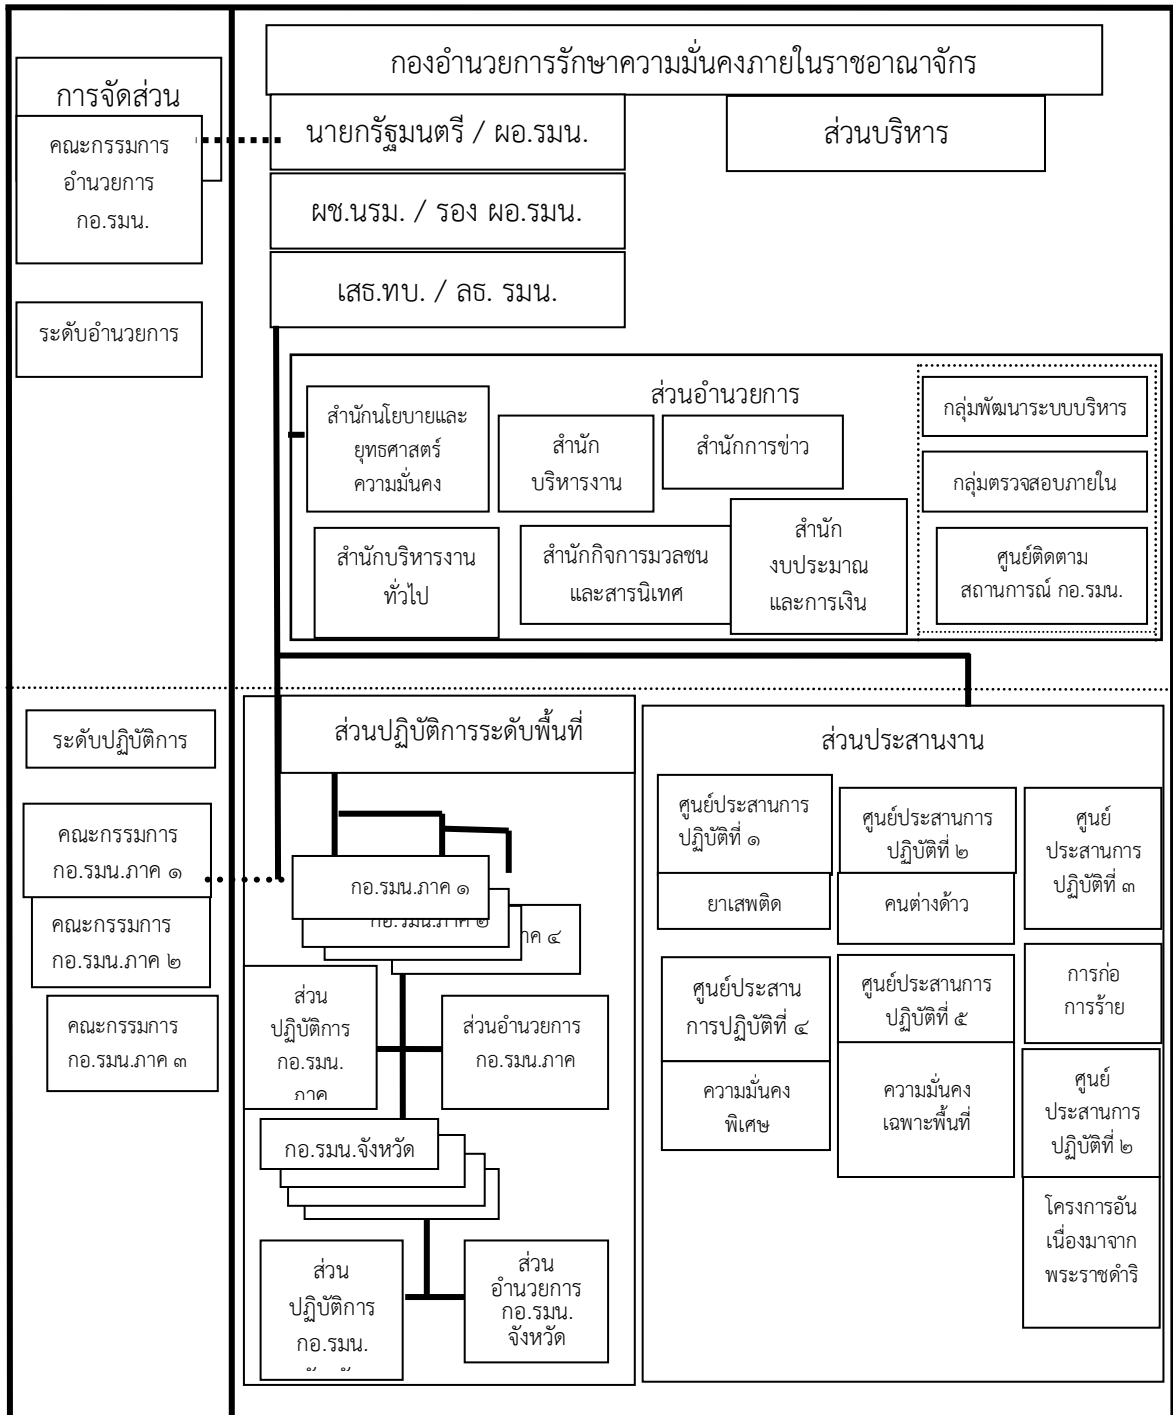 กองอำนวยการรักษาความมั่นคงภายในราชอาณาจักร
การจัดส่วน
คณะกรรมการ
อำนวยการ
กอ.รมน.
นายกรัฐมนตรี / ผอ.รมน.
ส่วนบริหาร
ผช.นรม. / รอง ผอ.รมน.
เสธ.ทบ. / ลธ. รมน.
ระดับอำนวยการ
ส่วนอำนวยการ
สำนักนโยบายและ
ยุทธศาสตร์
ความมั่นคง
สำนัก
บริหารงาน
สำนักการข่าว
กลุ่มพัฒนาระบบบริหาร
กลุ่มตรวจสอบภายใน
สำนักบริหารงาน
ทั่วไป
สำนักกิจการมวลชน
และสารนิเทศ
สำนัก
งบประมาณ
และการเงิน
ศูนย์ติดตาม
สถานการณ์ กอ.รมน.
ระดับปฏิบัติการ
คณะกรรมการ
กอ.รมน.ภาค ๑
คณะกรรมการ
กอ.รมน.ภาค ๒
คณะกรรมการ
กอ.รมน.ภาค ๓
ส่วนปฏิบัติการระดับพื้นที่
กอ.รมน.ภาค ๑
กอ.รมน.ภาค ๒
ภาค ๔
ส่วน
ปฏิบัติการ
กอ.รมน.
ภาค
ส่วนอำนวยการ
กอ.รมน.ภาค
กอ.รมน.จังหวัด
ส่วน
ปฏิบัติการ
กอ.รมน.
ส่วน
อำนวยการ
กอ.รมน.
จังหวัด
ส่วนประสานงาน
ศูนย์ประสานการ
ปฏิบัติที่ ๑
ยาเสพติด
ศูนย์ประสานการ
ปฏิบัติที่ ๒
คนต่างด้าว
ศูนย์
ประสานการ
ปฏิบัติที่ ๓
การก่อ
การร้าย
ศูนย์ประสาน
การปฏิบัติที่ ๔
ความมั่นคง
พิเศษ
ศูนย์ประสานการ
ปฏิบัติที่ ๕
ความมั่นคง
เฉพาะพื้นที่
ศูนย์
ประสานการ
ปฏิบัติที่ ๒
โครงการอัน
เนื่องมาจาก
พระราชดำริ